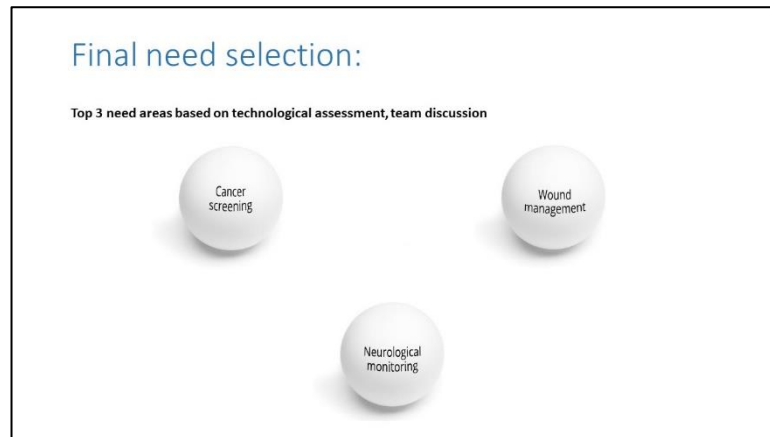 Final need selection:
Top 3 need areas based on technological assessment, team discussion
Cancer
screening
Wound
management
Neurological
monitoring